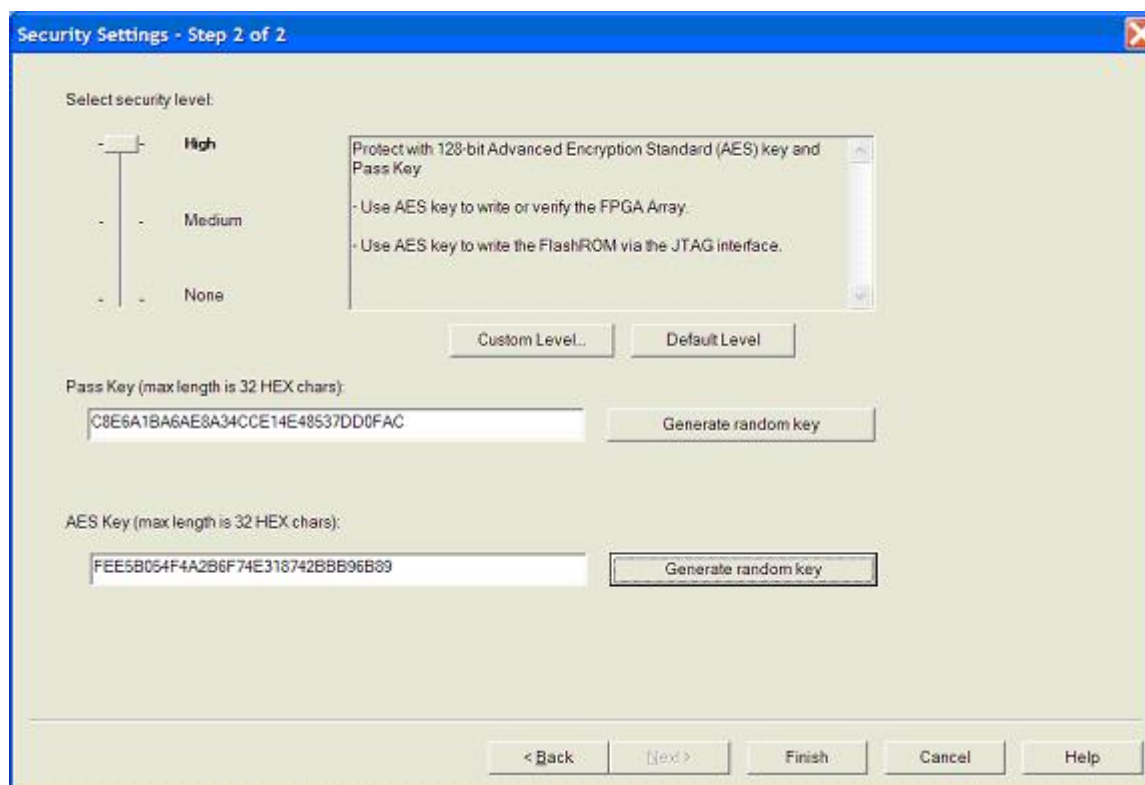 Security Settings - Step 2 of 2
Select security level:
High
Medium
None
Protect with 128-bit Advanced Encryption Standard (AES) key and
Pass Key
- Use AES key to write or verify the FPGA Array.
- Use AES key to write the FlashROM via the JTAG interface.
Custom Level...
Default Level
Pass Key (max length is 32 HEX chars):
C8E6A1BA6AE8A34CCE14E48537DD0FAC
Generate random key
AES Key (max length is 32 HEX chars):
FEE5B054F4A2B6F74E318742BBB96B89
Generate random key
< Back
Next >
Finish
Cancel
Help